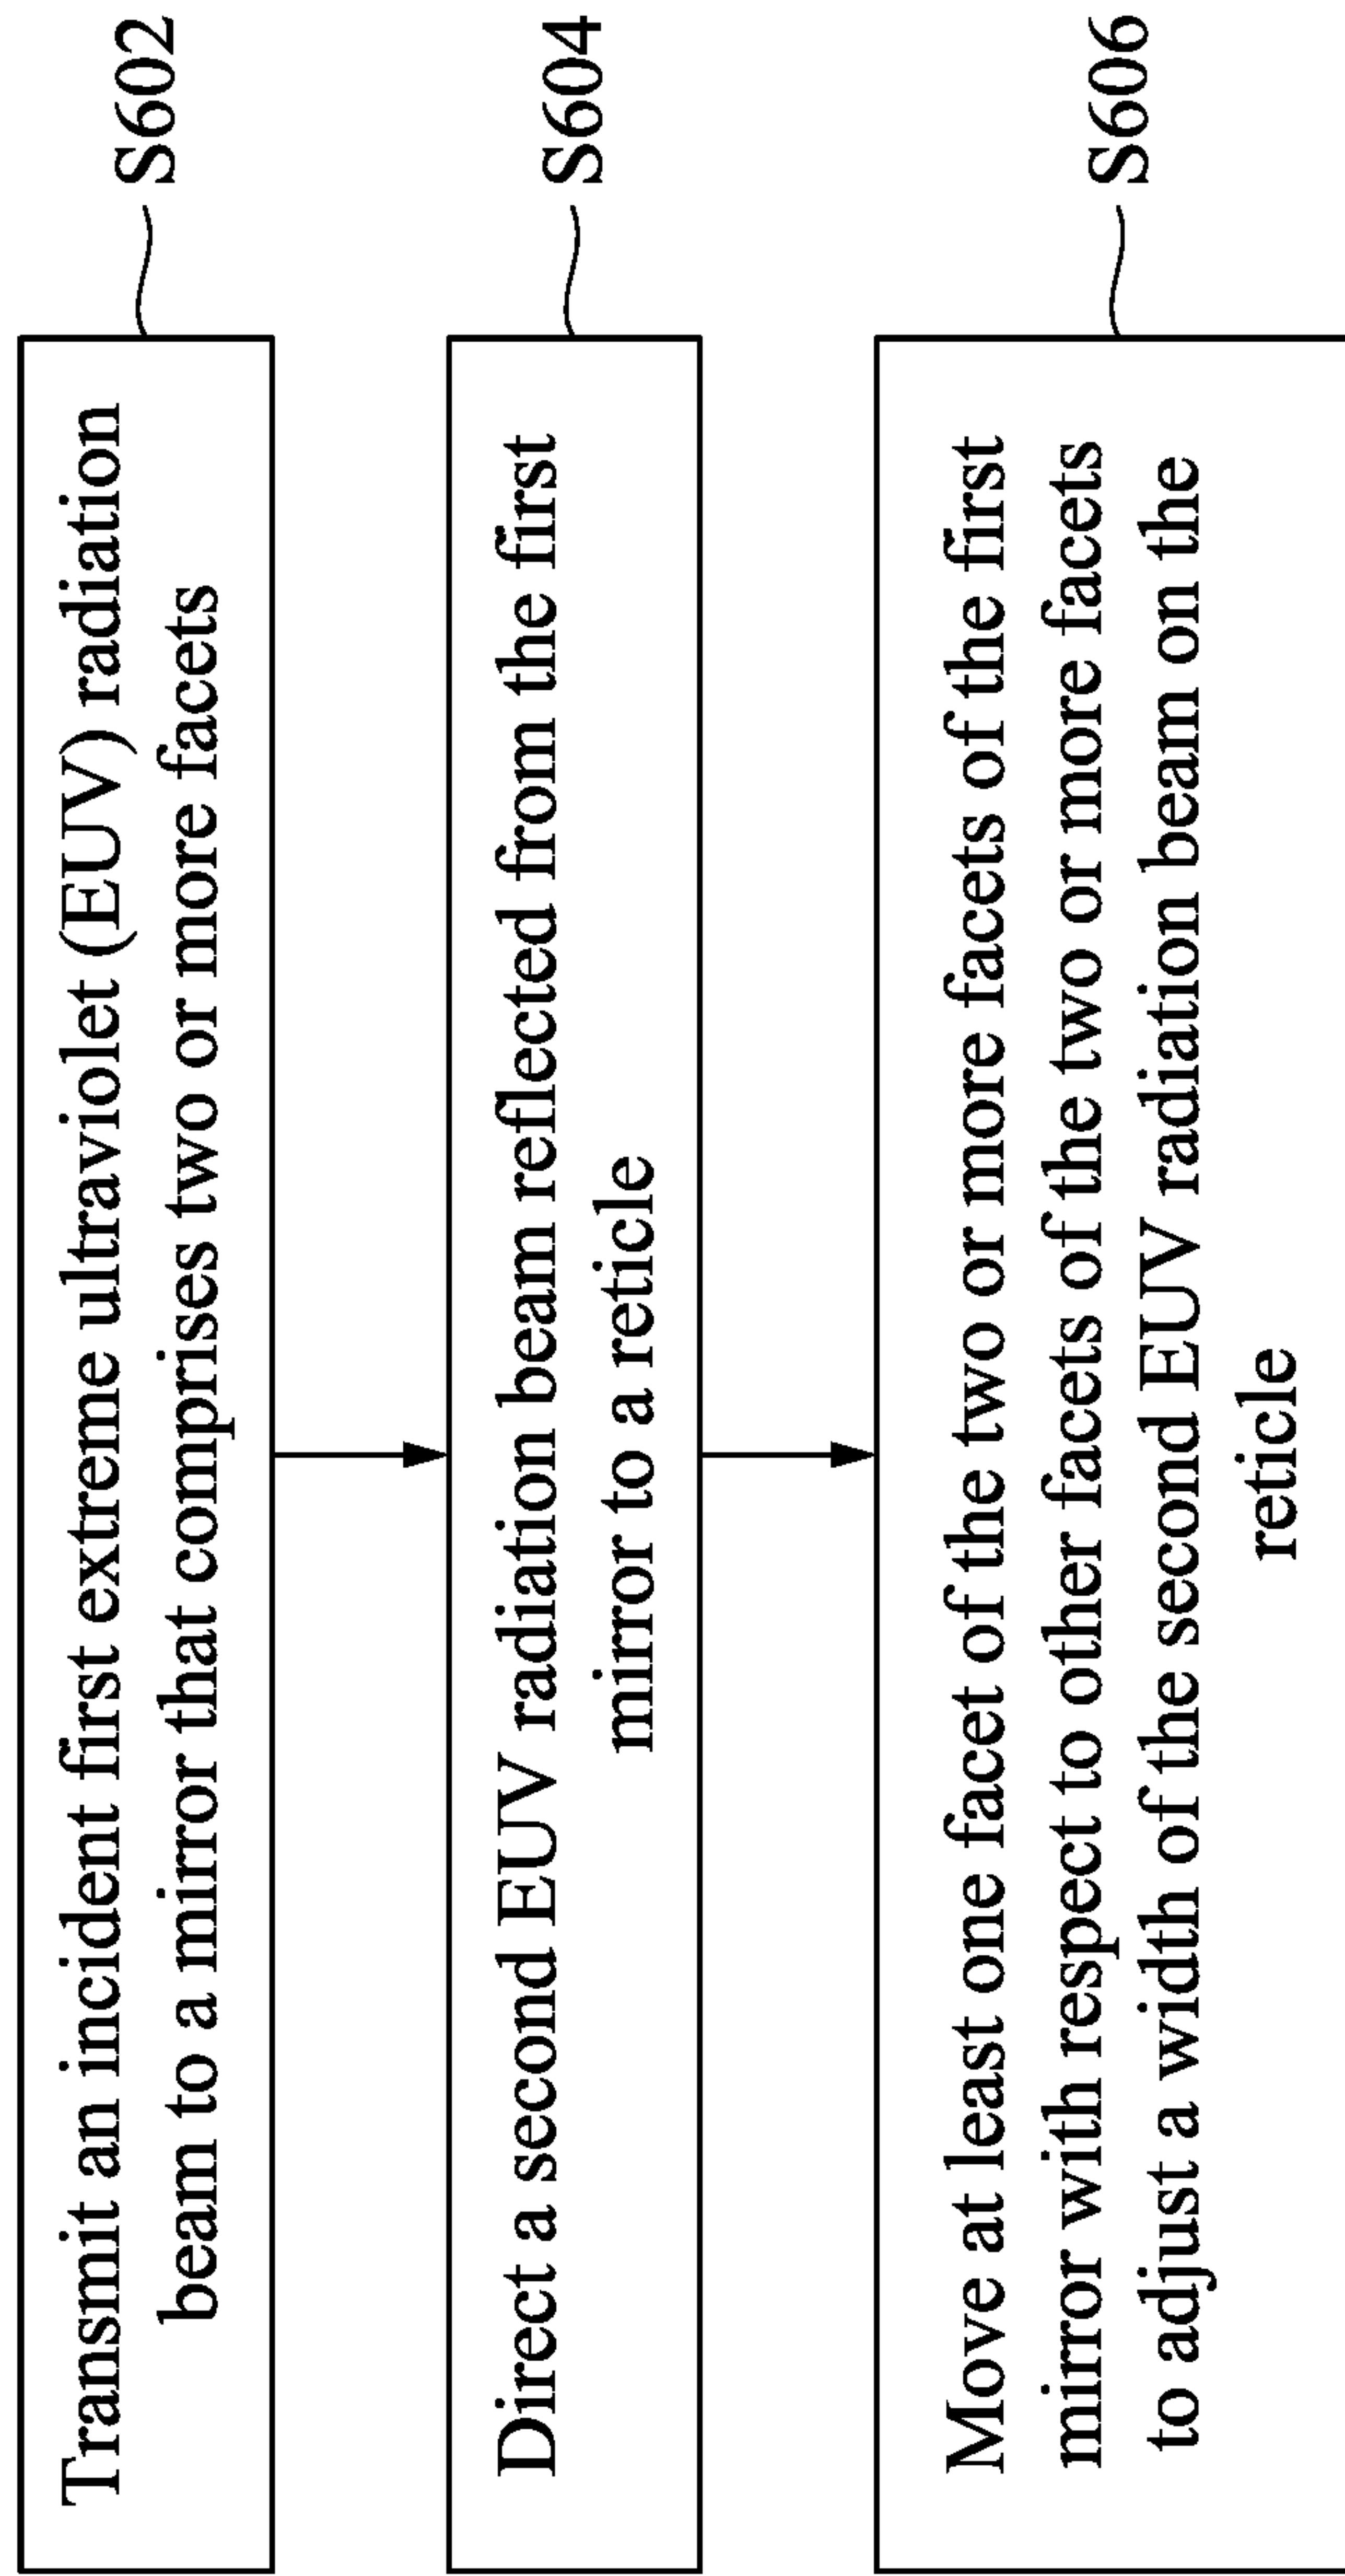 Transmit an incident first extreme ultraviolet (EUV) radiation
beam to a mirror that comprises two or more facets
S602
Direct a second EUV radiation beam reflected from the first
mirror to a reticle
S604
Move at least one facet of the two or more facets of the first
mirror with respect to other facets of the two or more facets
to adjust a width of the second EUV radiation beam on the
reticle
S606